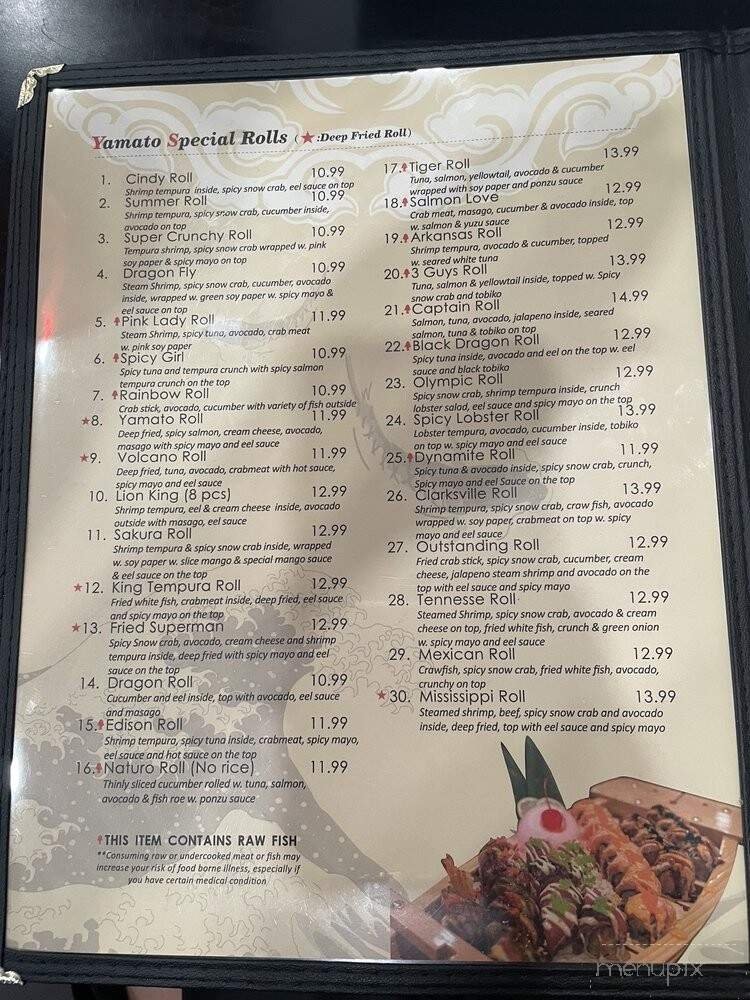 Yamato Special Rolls (★:Deep Fried Roll)
1. Cindy Roll 10.99
Shrimp tempura inside, spicy snow crab, eel sauce on top
2. Summer Roll 10.99
Shrimp tempura, spicy snow crab, cucumber inside,
avocado on top
3. Super Crunchy Roll 10.99
Tempura shrimp, spicy snow crab wrapped w. pink
soy paper & spicy mayo on top
4. Dragon Fly 10.99
Steam Shrimp, spicy snow crab, cucumber, avocado
inside, wrapped w. green soy paper w. spicy mayo &
eel sauce on top
5. Pink Lady Roll 11.99
Steam Shrimp, spicy tuna, avocado, crab meat
w. pink soy paper
6. Spicy Girl 10.99
Spicy tuna and tempura crunch with spicy salmon
tempura crunch on the top
7. Rainbow Roll 10.99
Crab stick, avocado, cucumber with variety of fish outside
★8. Yamato Roll 11.99
Deep fried, spicy salmon, cream cheese, avocado,
masago with spicy mayo and eel sauce
★9. Volcano Roll 11.99
Deep fried, tuna, avocado, crabmeat with hot sauce,
spicy mayo and eel sauce
10. Lion King (8 pcs) 12.99
Shrimp tempura, eel & cream cheese inside, avocado
outside with masago, eel sauce
11. Sakura Roll 12.99
Shrimp tempura & spicy snow crab inside, wrapped
w. soy paper w. slice mango & special mango sauce
& eel sauce on the top
★12. King Tempura Roll 12.99
Fried white fish, crabmeat inside, deep fried, eel sauce
and spicy mayo on the top
★13. Fried Superman 12.99
Spicy Snow crab, avocado, cream cheese and shrimp
tempura inside, deep fried with spicy mayo and eel
sauce on the top
14. Dragon Roll 10.99
Cucumber and eel inside, top with avocado, eel sauce
and masago
15. Edison Roll 11.99
Shrimp tempura, spicy tuna inside, crabmeat, spicy mayo,
eel sauce and hot sauce on the top
16. Naturo Roll (No rice) 11.99
Thinly sliced cucumber rolled w. tuna, salmon,
avocado & fish roe w. ponzu sauce
THIS ITEM CONTAINS RAW FISH
**Consuming raw or undercooked meat or fish may
increase your risk of food borne illness, especially if
you have certain medical condition
17. Tiger Roll 13.99
Tuna, salmon, yellowtail, avocado & cucumber
wrapped with soy paper and ponzu sauce
18. Salmon Love 12.99
Crab meat, masago, cucumber & avocado inside, top
w. salmon & yuzu sauce
19. Arkansas Roll 12.99
Shrimp tempura, avocado & cucumber, topped
w. seared white tuna
20. 3 Guys Roll 13.99
Tuna, salmon & yellowtail inside, topped w. Spicy
snow crab and tobiko
21. Captain Roll 14.99
Salmon, tuna, avocado, jalapeno inside, seared
salmon, tuna & tobiko on top
22. Black Dragon Roll 12.99
Spicy tuna inside, avocado and eel on the top w. eel
sauce and black tobiko
23. Olympic Roll 12.99
Spicy snow crab, shrimp tempura inside, crunch
lobster salad, eel sauce and spicy mayo on the top
24. Spicy Lobster Roll 13.99
Lobster tempura, avocado, cucumber inside, tobiko
on top w. spicy mayo and eel sauce
25. Dynamite Roll 11.99
Spicy tuna & avocado inside, spicy snow crab, crunch,
Spicy mayo and eel Sauce on the top
26. Clarksville Roll 13.99
Shrimp tempura, spicy snow crab, craw fish, avocado
wrapped w. soy paper, crabmeat on top w. spicy
mayo and eel sauce
27. Outstanding Roll 12.99
Fried crab stick, spicy snow crab, cucumber, cream
cheese, jalapeno steam shrimp and avocado on the
top with eel sauce and spicy mayo
28. Tennesse Roll 12.99
Steamed Shrimp, spicy snow crab, avocado & cream
cheese on top, fried white fish, crunch & green onion
w. spicy mayo and eel sauce
29. Mexican Roll 12.99
Crawfish, spicy snow crab, fried white fish, avocado,
crunchy on top
★30. Mississippi Roll 13.99
Steamed shrimp, beef, spicy snow crab and avocado
inside, deep fried, top with eel sauce and spicy mayo
menupix